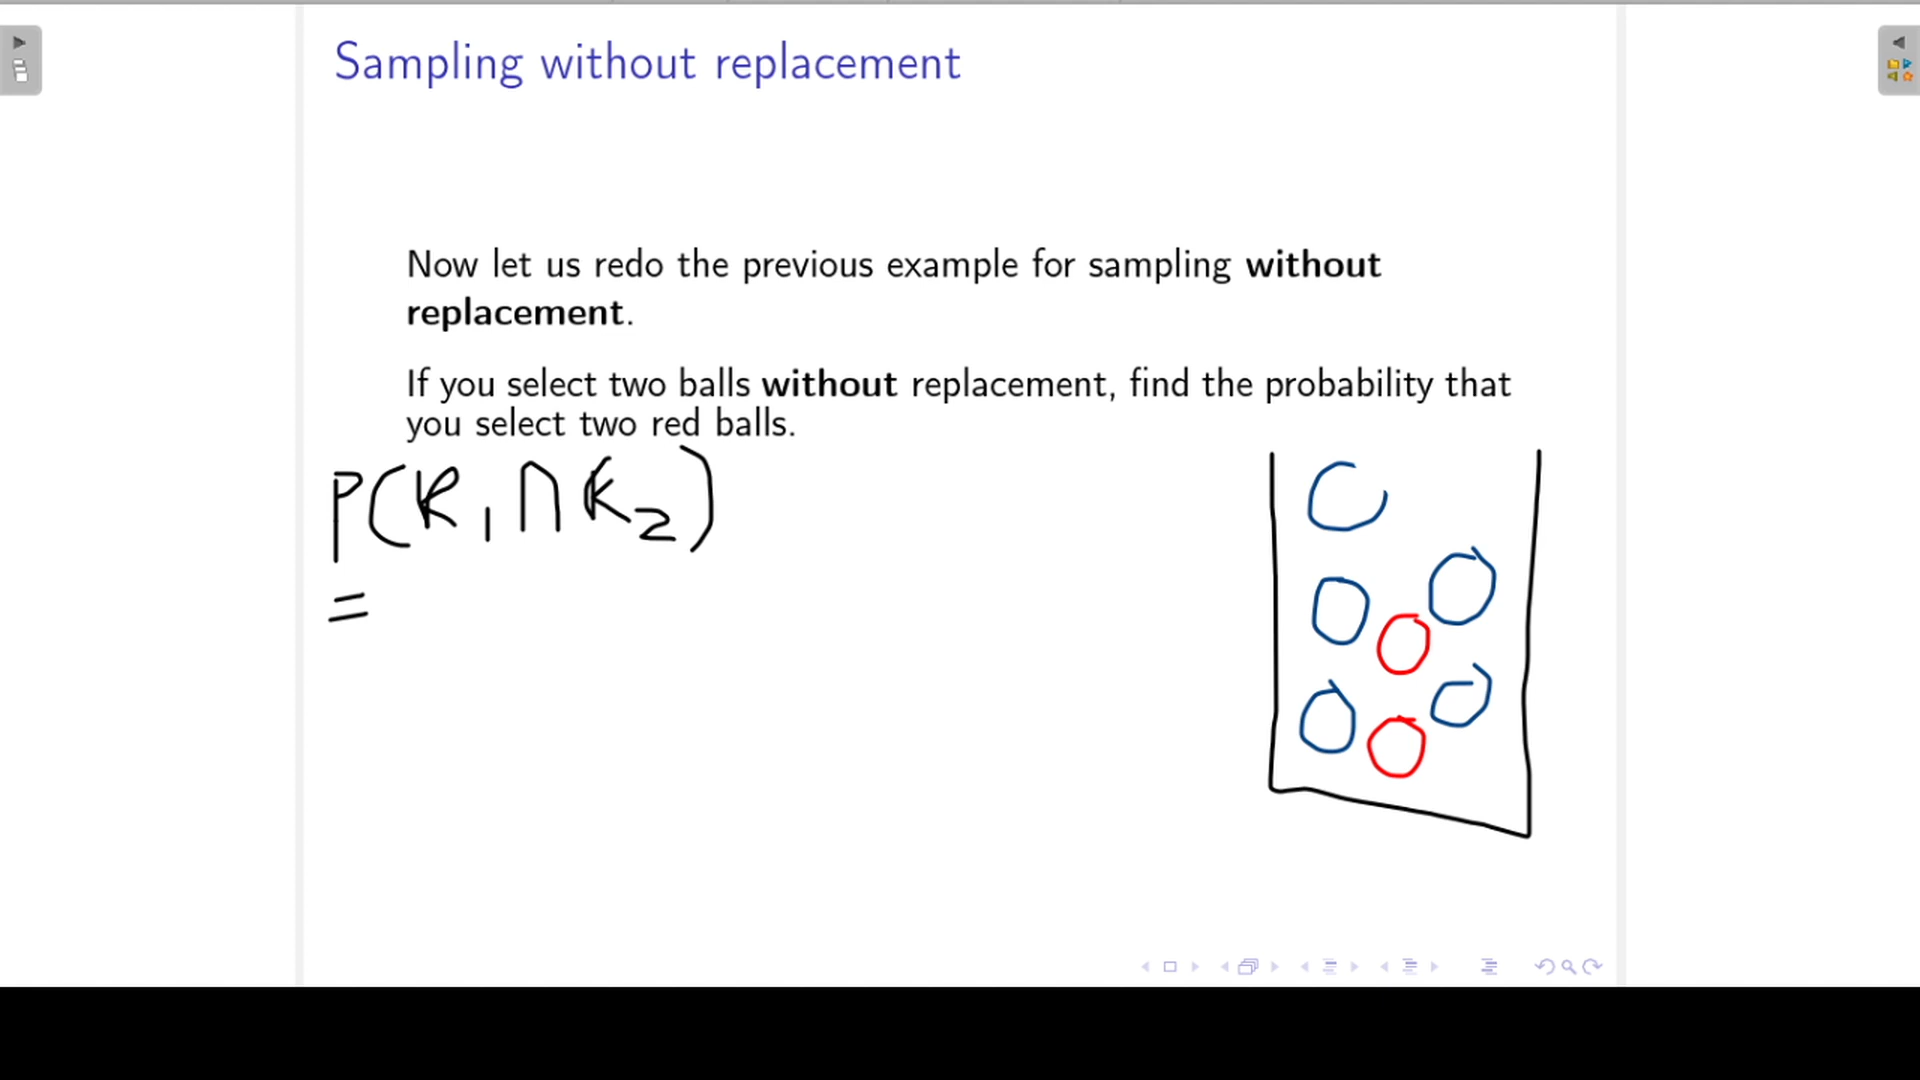 Sampling without replacement
Now let us redo the previous example for sampling without
replacement.
If you select two balls without replacement, find the probability that
you select two red balls.
P(R₁∩R₂)
=